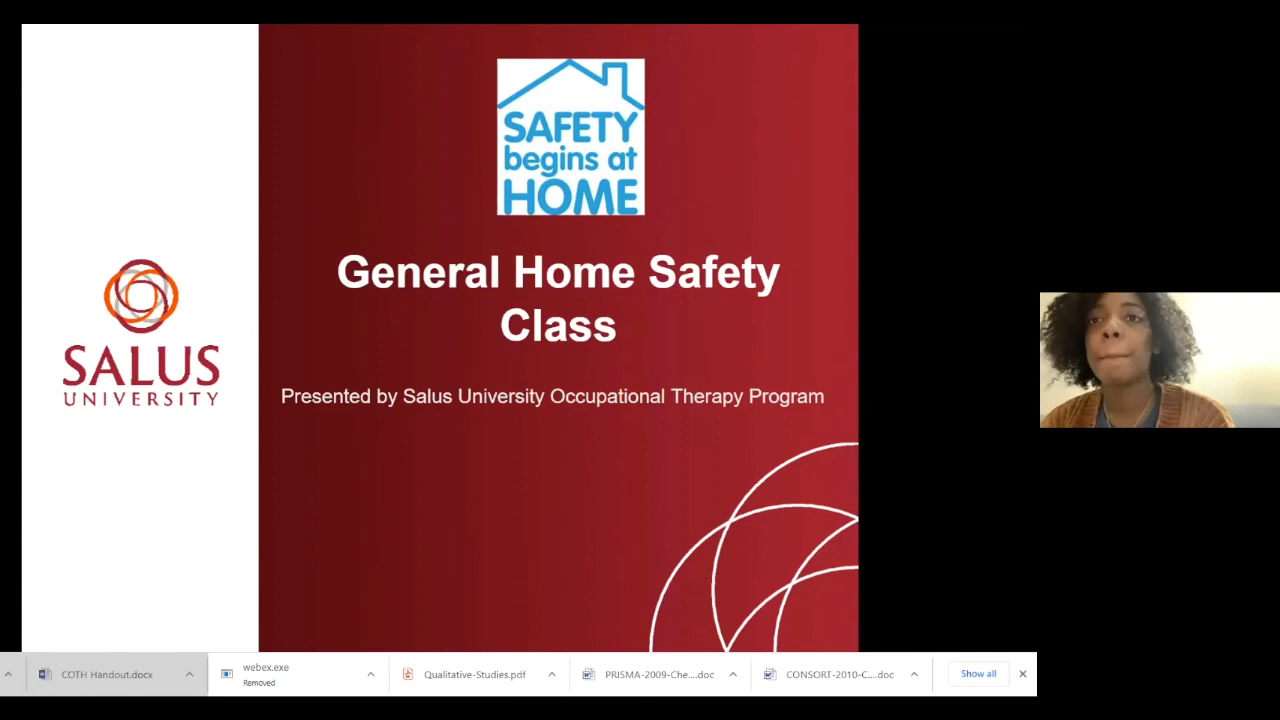 SAFETY
begins at
HOME
General Home Safety
Class
SALUS
UNIVERSITY
Presented by Salus University Occupational Therapy Program
COTH Handout.docx
webex.exe
Removed
Qualitative-Studies.pdf
PRISMA-2009-Che....doc
CONSORT-2010-C....doc
Show all